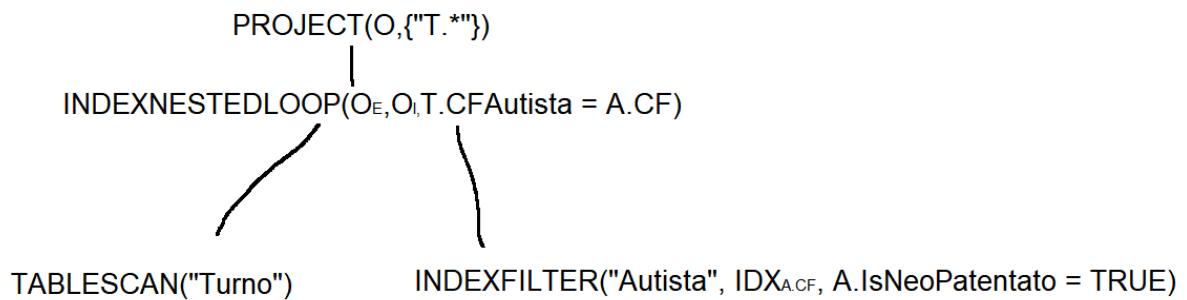 PROJECT(O,{"T.*"})
INDEXNESTEDLOOP(OE,OI,T.CFAutista = A.CF)
TABLESCAN("Turno") INDEXFILTER("Autista", IDXA.CF, A.IsNeoPatentato = TRUE)